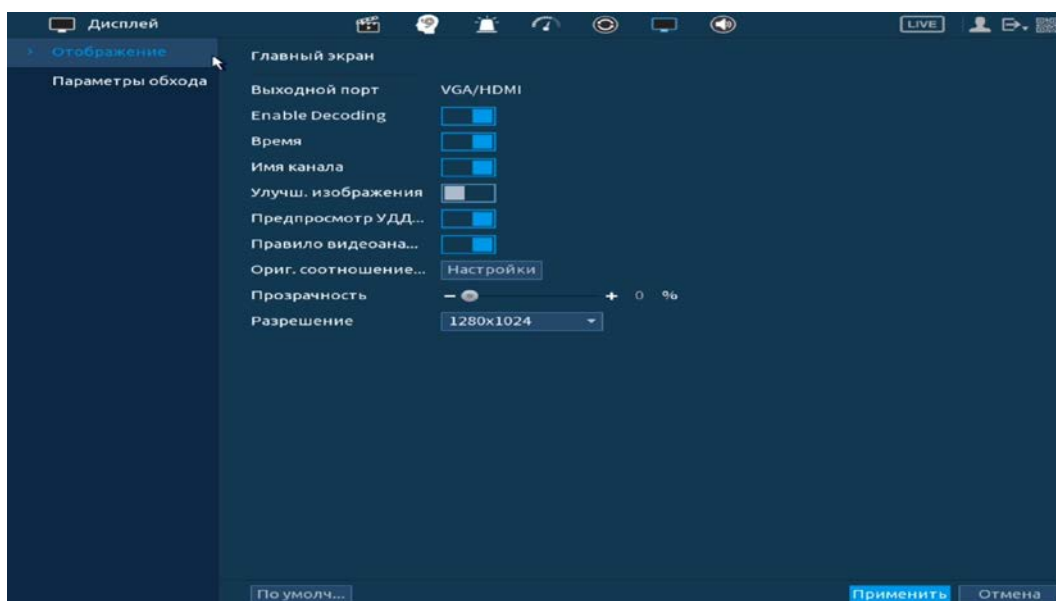 Дисплей
LIVE
Отображение
Параметры обхода
Главный экран
Выходной порт VGA/HDMI
Enable Decoding
Время
Имя канала
Улучш. изображения
Предпросмотр УДД...
Правило видеоана...
Ориг. соотношение... Настройки
Прозрачность 0 %
Разрешение 1280x1024
По умолч... Применить Отмена